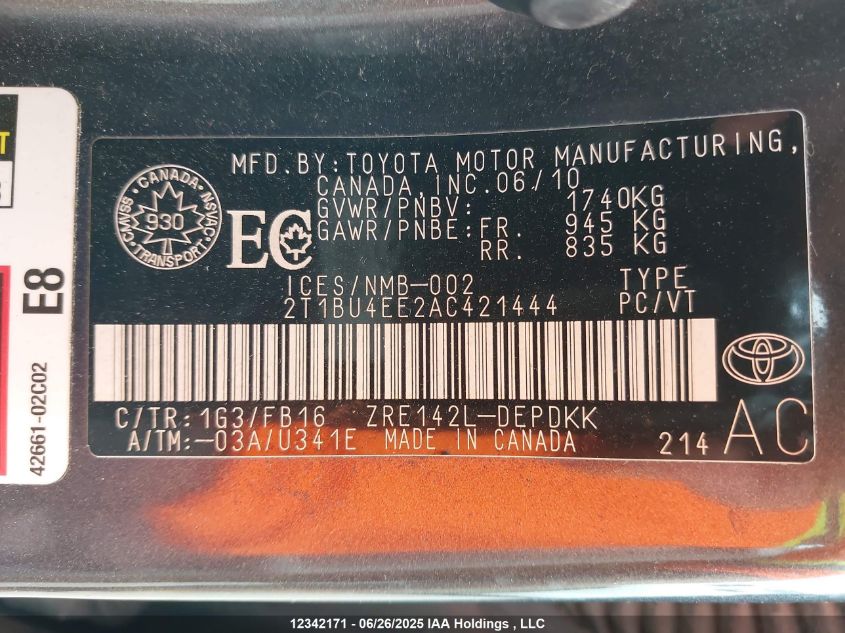 MFD.BY:TOYOTA MOTOR MANUFACTURING,
CANADA, INC.06/10
GVWR/PNBV: 1740KG
GAWR/PNBE:FR. 945 KG
RR. 835 KG
CANADA
CMVSS 930 NSVAC
TRANSPORT
EC
ICES/NMB-002 TYPE
2T1BU4EE2AC421444 PC/VT
C/TR:1G3/FB16 ZRE142L-DEPDKK
A/TM:-03A/U341E MADE IN CANADA 214 AC
E8
42661-02C02
12342171 - 06/26/2025 IAA Holdings , LLC